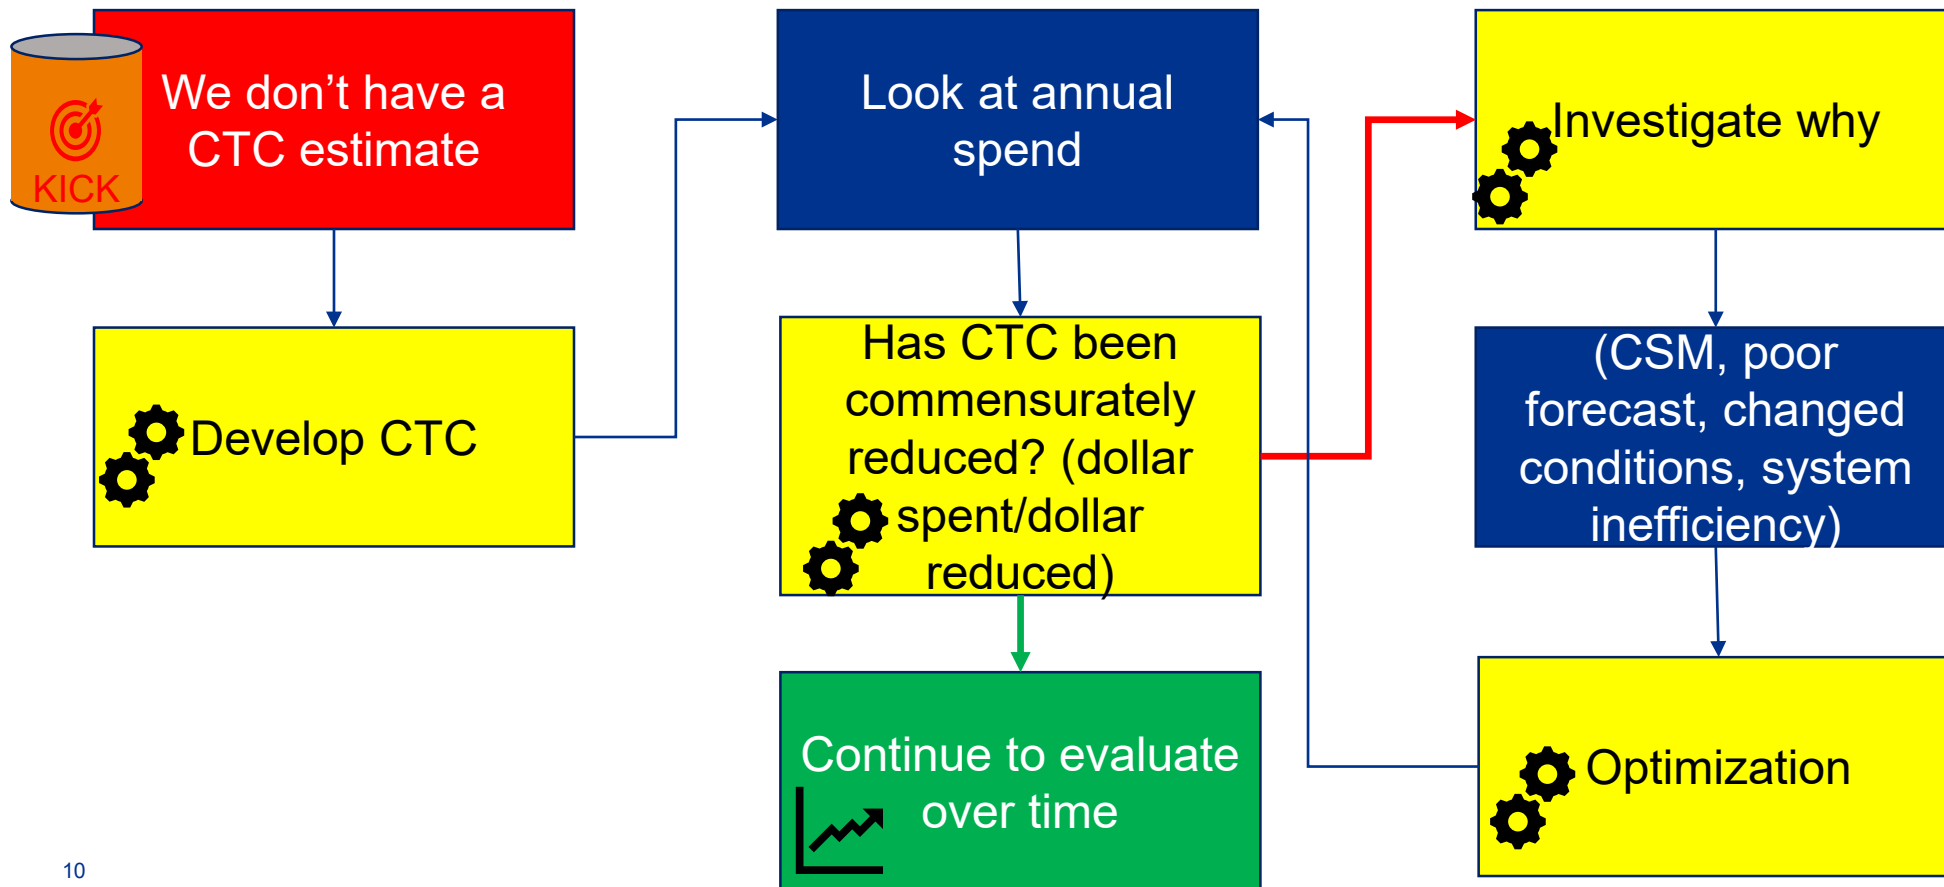 We don’t have a
CTC estimate
KICK
Develop CTC
Look at annual
spend
Has CTC been
commensurately
reduced? (dollar
spent/dollar
reduced)
Continue to evaluate
over time
Investigate why
(CSM, poor
forecast, changed
conditions, system
inefficiency)
Optimization
10